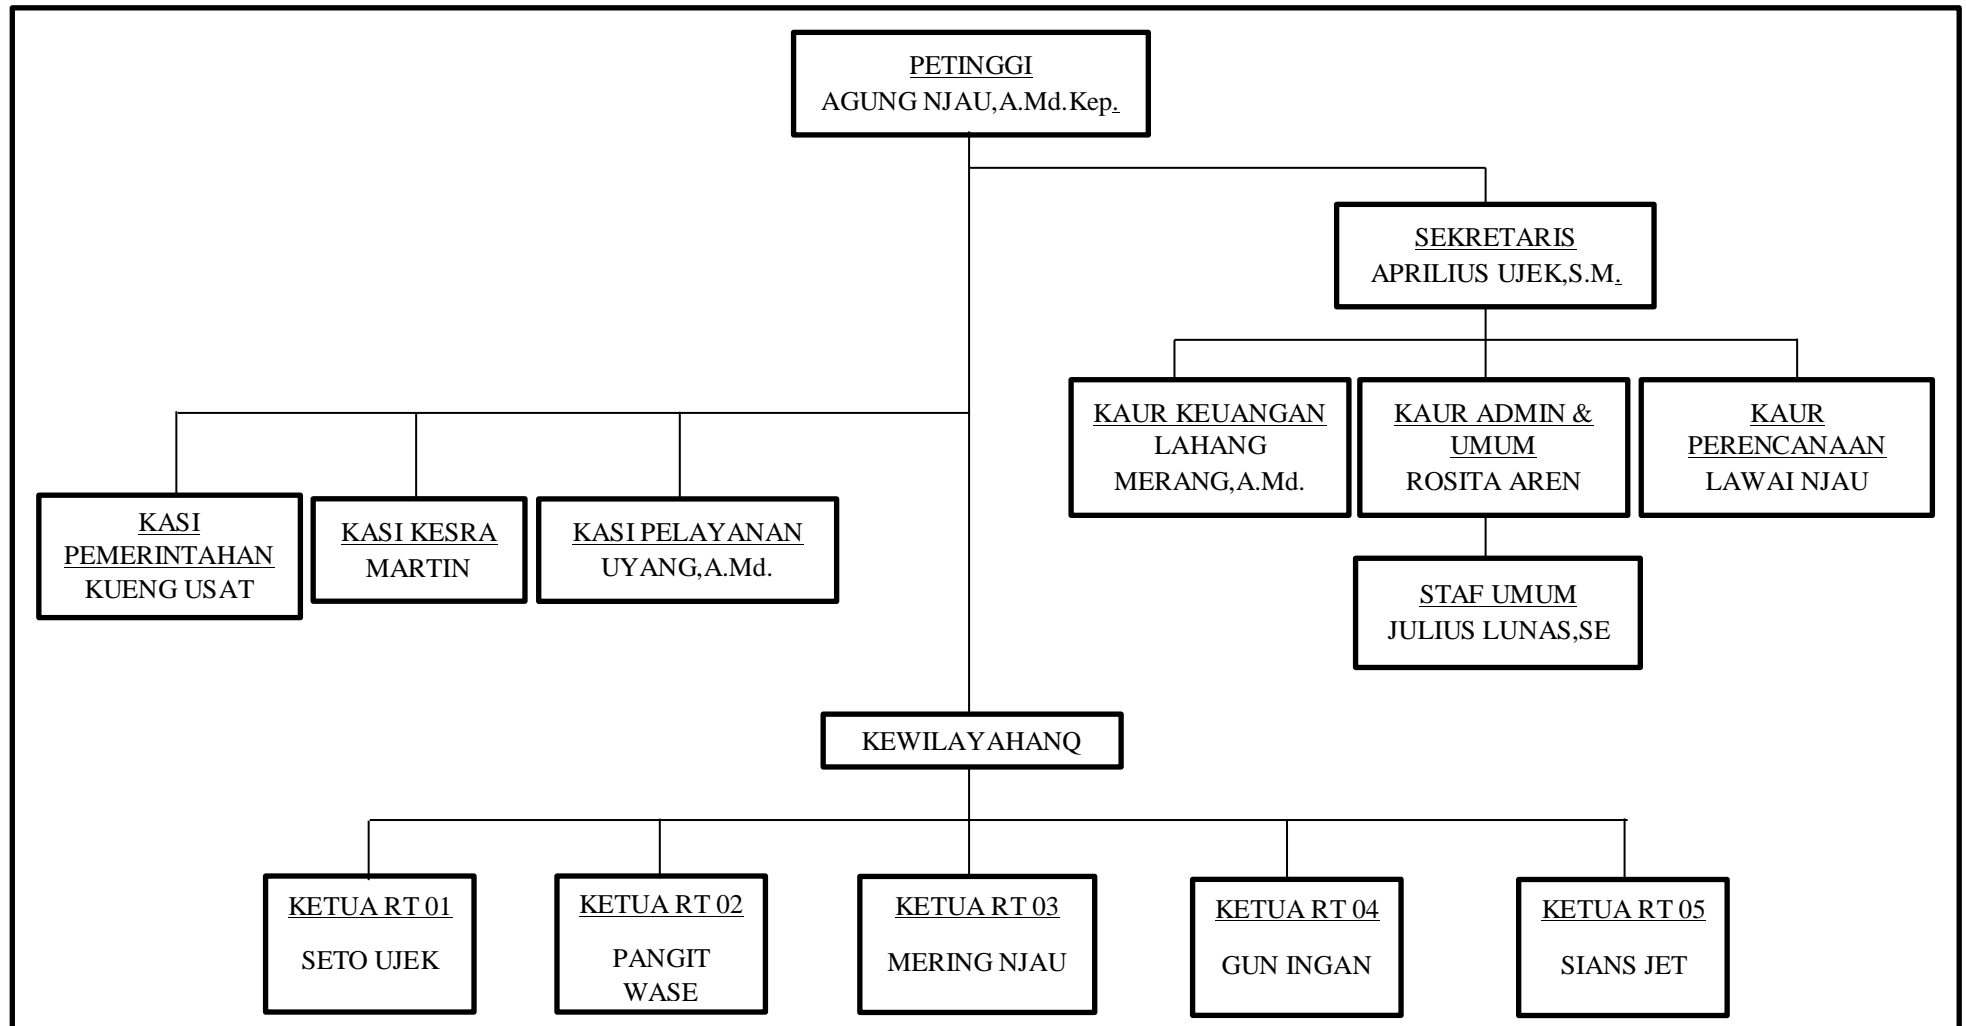 PETINGGI
AGUNG NJAU,A.Md.Kep.
SEKRETARIS
APRILIUS UJEK,S.M.
KAUR KEUANGAN
LAHANG
MERANG,A.Md.
KAUR ADMIN &
UMUM
ROSITA AREN
KAUR
PERENCANAAN
LAWAI NJAU
KASI
PEMERINTAHAN
KUENG USAT
KASI KESRA
MARTIN
KASI PELAYANAN
UYANG,A.Md.
STAF UMUM
JULIUS LUNAS,SE
KEWILAYAHANQ
KETUA RT 01
SETO UJEK
KETUA RT 02
PANGIT
WASE
KETUA RT 03
MERING NJAU
KETUA RT 04
GUN INGAN
KETUA RT 05
SIANS JET